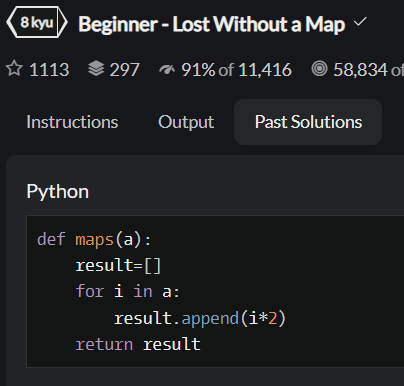 8 kyu Beginner - Lost Without a Map
1113 297 91% of 11,416 58,834 of
Instructions Output Past Solutions
Python
def maps(a):
    result=[]
    for i in a:
        result.append(i*2)
    return result